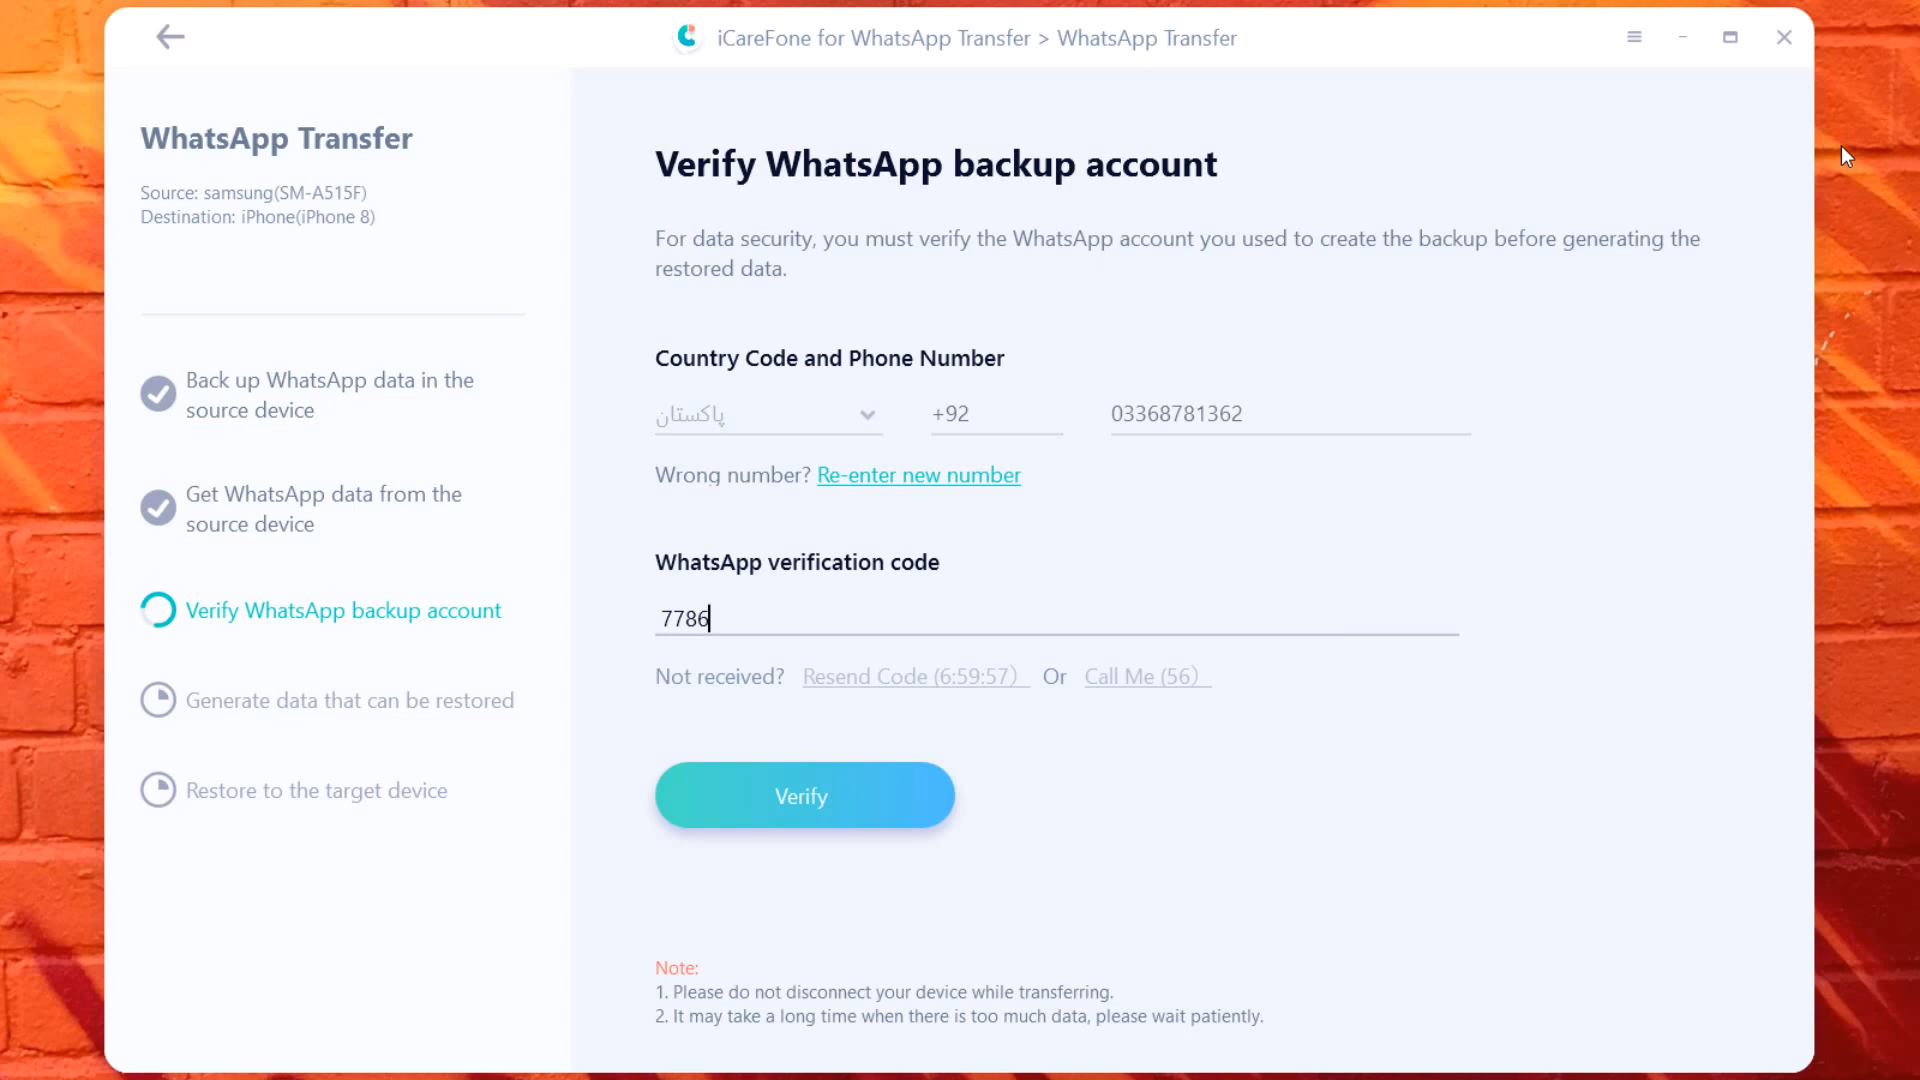 iCareFone for WhatsApp Transfer > WhatsApp Transfer
WhatsApp Transfer
Source: samsung(SM-A515F)
Destination: iPhone(iPhone 8)
Back up WhatsApp data in the
source device
Get WhatsApp data from the
source device
Verify WhatsApp backup account
Generate data that can be restored
Restore to the target device
Verify WhatsApp backup account
For data security, you must verify the WhatsApp account you used to create the backup before generating the
restored data.
Country Code and Phone Number
پاکستان +92 03368781362
Wrong number? Re-enter new number
WhatsApp verification code
7786
Not received? Resend Code (6:59:57) Or Call Me (56)
Verify
Note:
1. Please do not disconnect your device while transferring.
2. It may take a long time when there is too much data, please wait patiently.